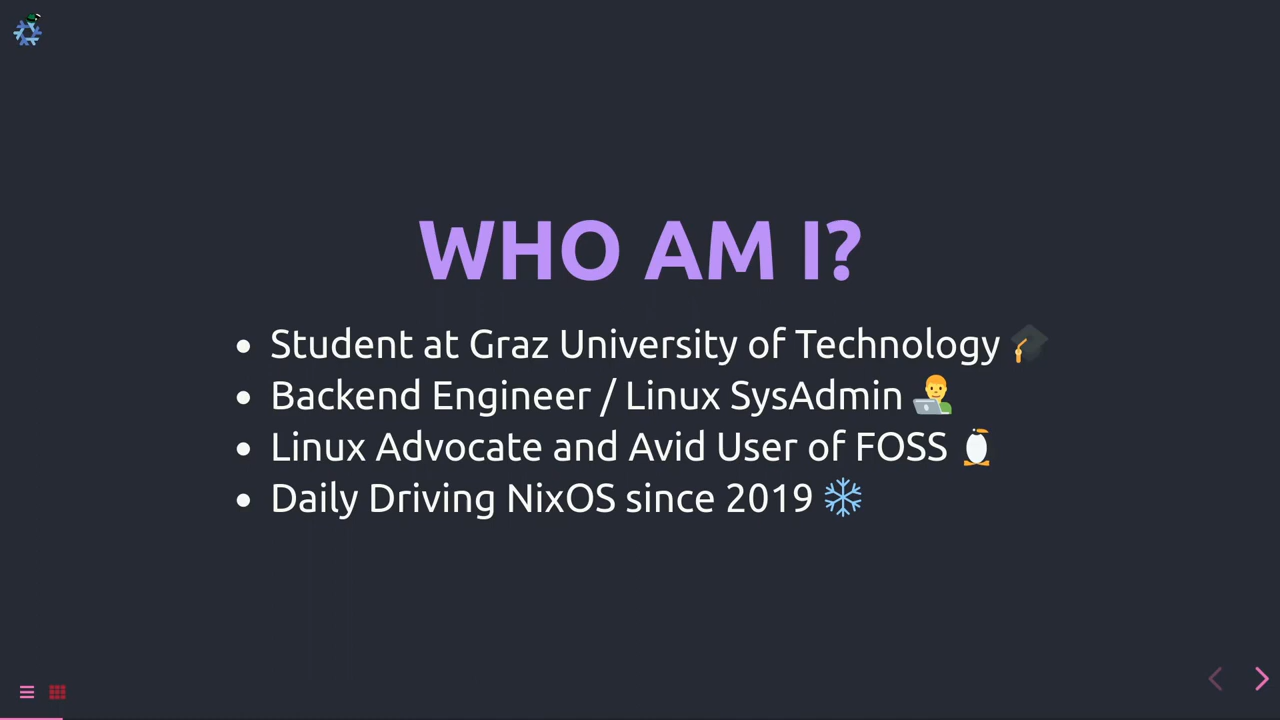 WHO AM I?
Student at Graz University of Technology 🎓
Backend Engineer / Linux SysAdmin 👨‍💻
Linux Advocate and Avid User of FOSS 🐧
Daily Driving NixOS since 2019 ❄️